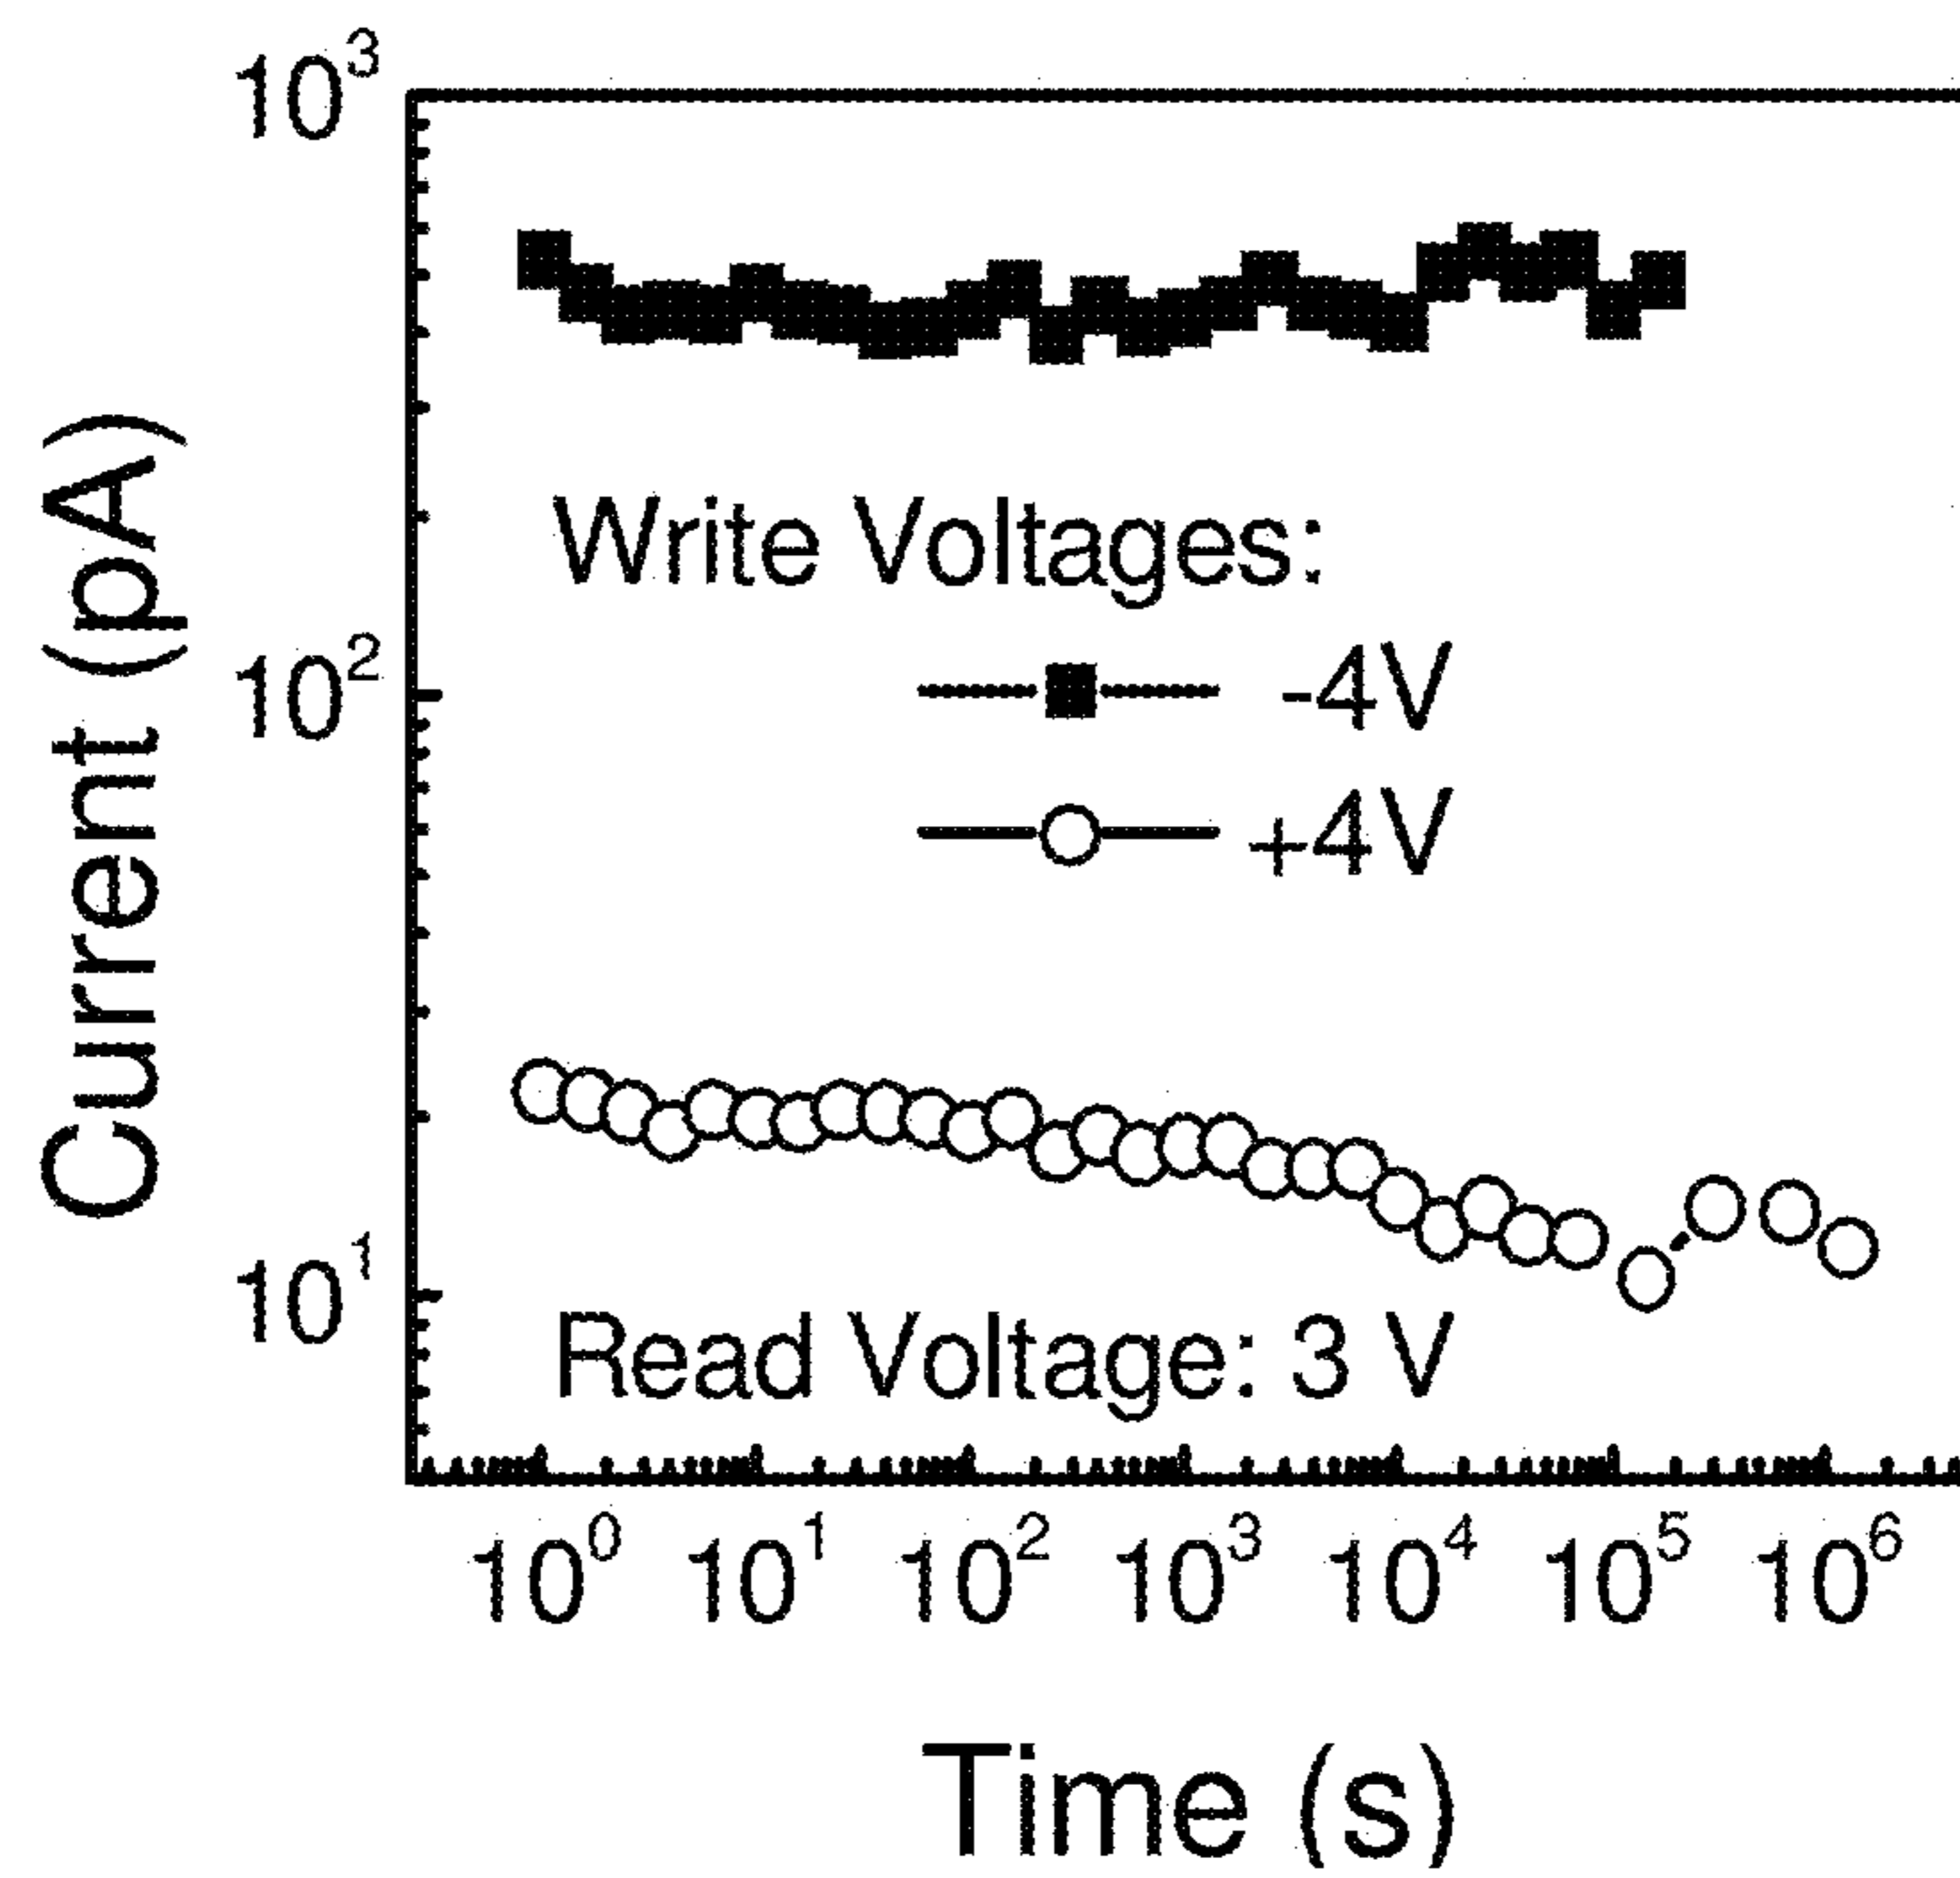 10³
10²
10¹
Current (pA)
Write Voltages:
-4V
+4V
Read Voltage: 3 V
10⁰ 10¹ 10² 10³ 10⁴ 10⁵ 10⁶
Time (s)